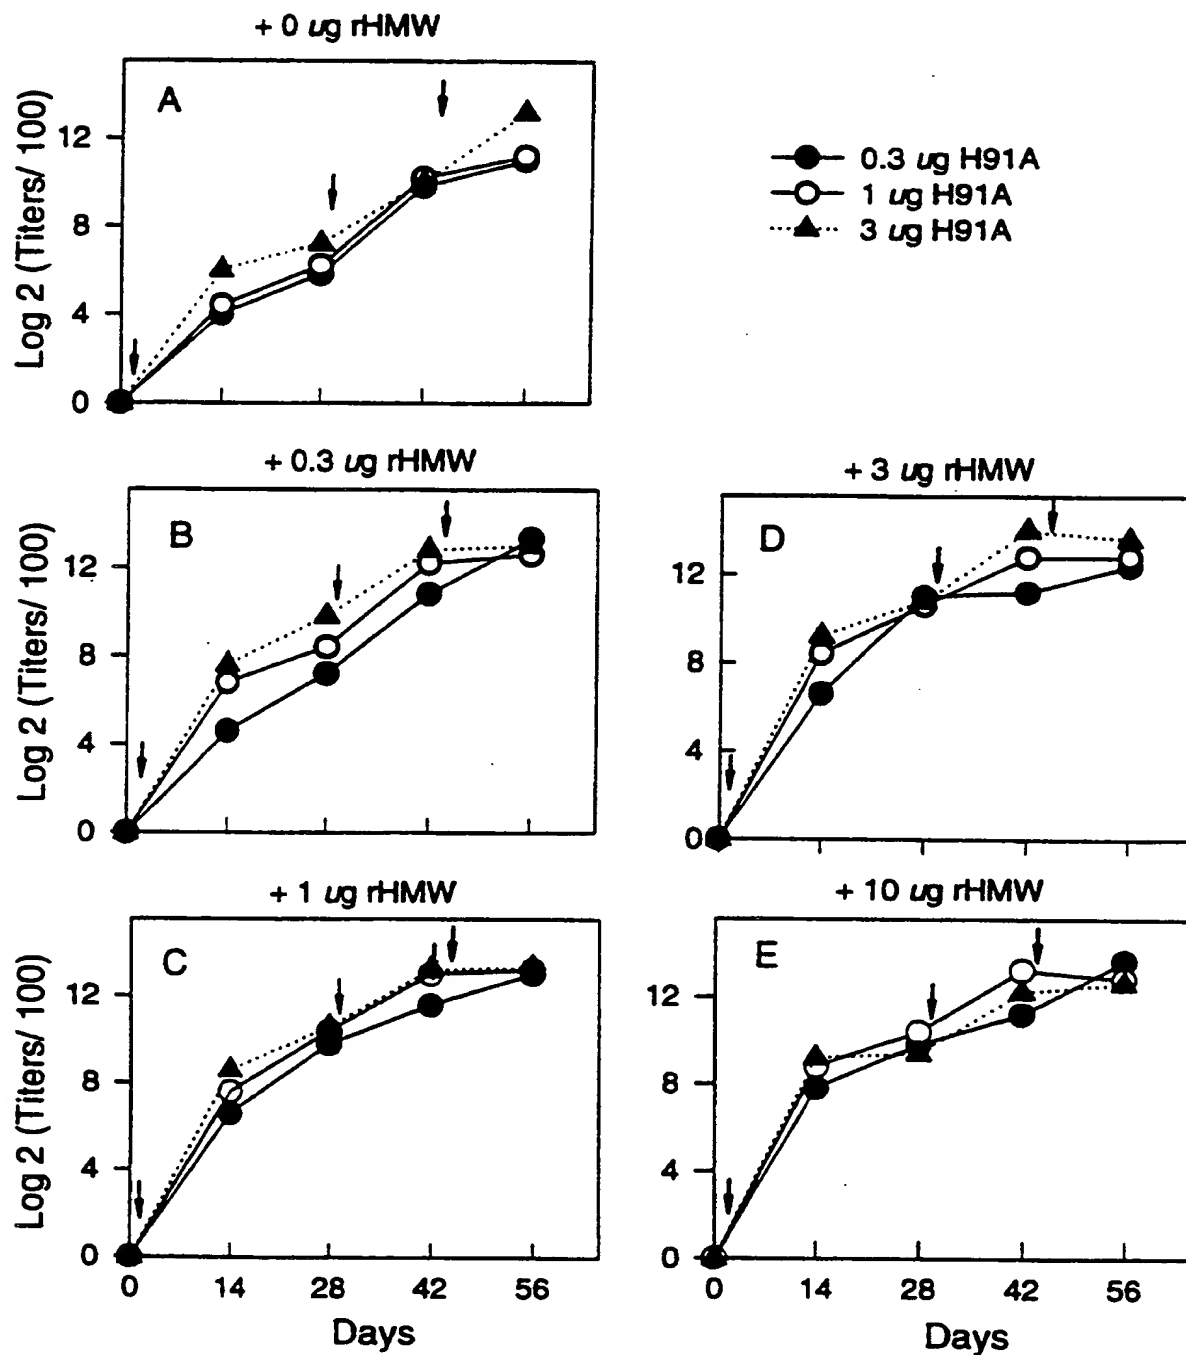 + 0 ug rHMW
A
Log 2 (Titers/ 100)
12
8
4
0
0.3 ug H91A
1 ug H91A
3 ug H91A
+ 0.3 ug rHMW
B
Log 2 (Titers/ 100)
12
8
4
0
+ 3 ug rHMW
D
12
8
4
0
+ 1 ug rHMW
C
Log 2 (Titers/ 100)
12
8
4
0
0 14 28 42 56
Days
+ 10 ug rHMW
E
12
8
4
0
0 14 28 42 56
Days